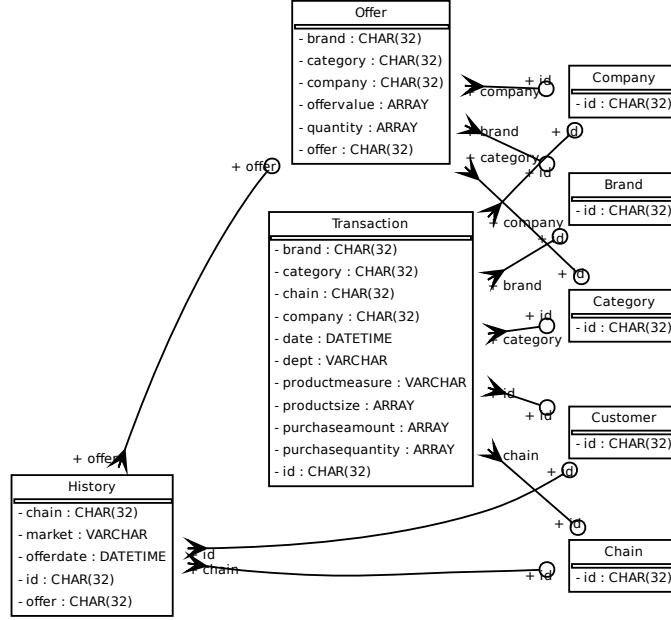 Offer
- brand : CHAR(32)
- category : CHAR(32)
- company : CHAR(32)
- offervalue : ARRAY
- quantity : ARRAY
- offer : CHAR(32)
+ id
+ company
Company
- id : CHAR(32)
+ brand
+ id
+ category
+ id
+ offer
Brand
- id : CHAR(32)
Transaction
- brand : CHAR(32)
- category : CHAR(32)
- chain : CHAR(32)
- company : CHAR(32)
- date : DATETIME
- dept : VARCHAR
- productmeasure : VARCHAR
- productsize : ARRAY
- purchaseamount : ARRAY
- purchasequantity : ARRAY
- id : CHAR(32)
+ company
+ id
+ id
+ brand
Category
- id : CHAR(32)
+ id
+ category
+ id
+ id
Customer
- id : CHAR(32)
chain
+ id
+ offer
History
- chain : CHAR(32)
- market : VARCHAR
- offerdate : DATETIME
- id : CHAR(32)
- offer : CHAR(32)
+ id
+ id
+ chain
+ id
Chain
- id : CHAR(32)